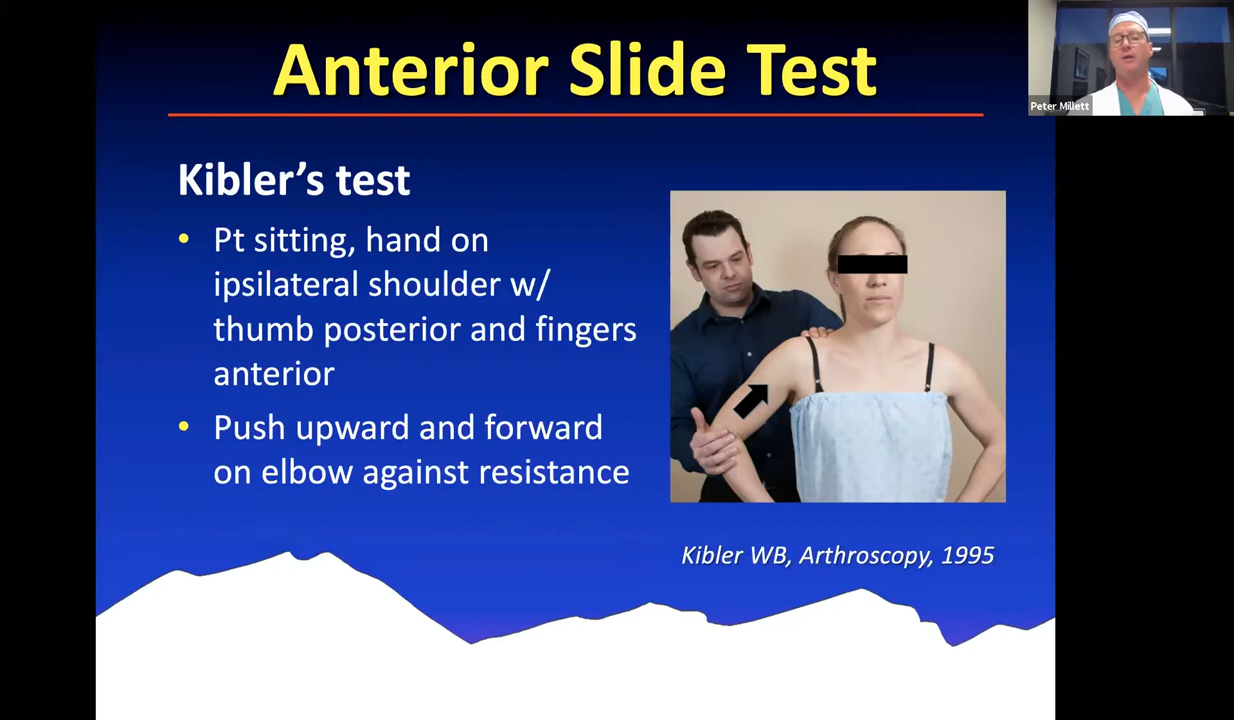 Anterior Slide Test
Peter Millett
Kibler's test
• Pt sitting, hand on
ipsilateral shoulder w/
thumb posterior and fingers
anterior
• Push upward and forward
on elbow against resistance
Kibler WB, Arthroscopy, 1995